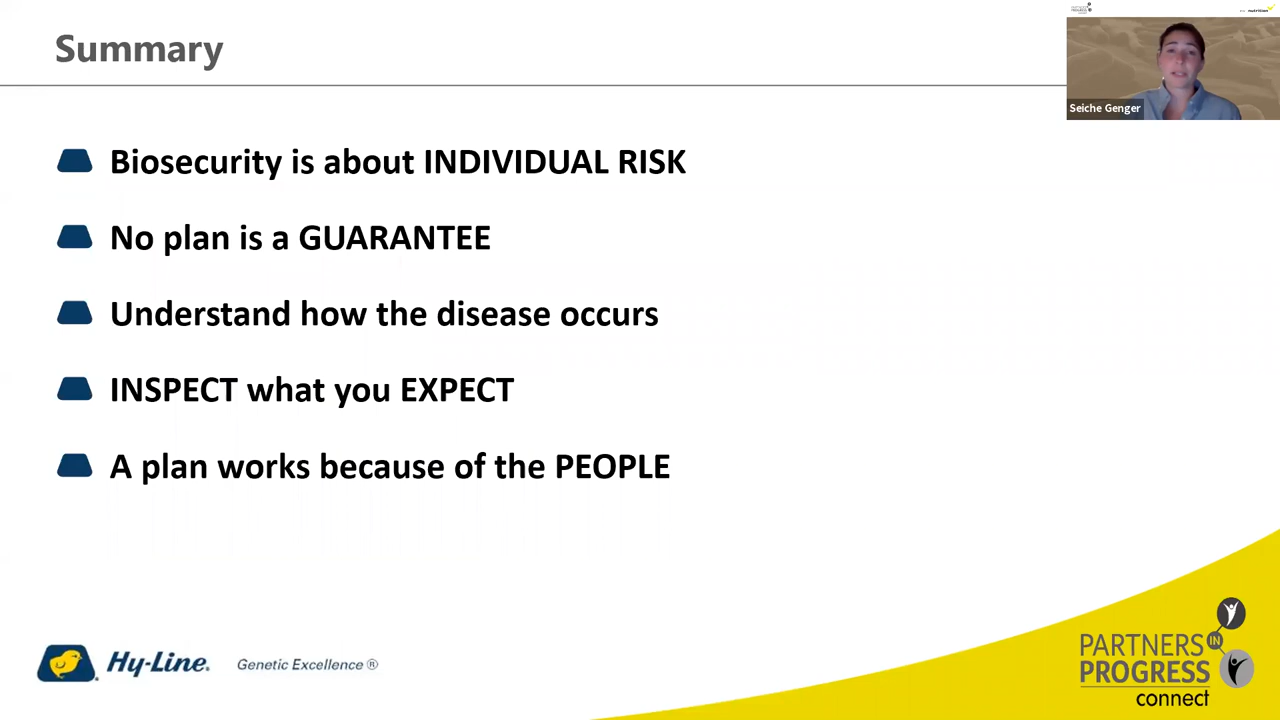 Summary
Seiche Genger
Biosecurity is about INDIVIDUAL RISK
No plan is a GUARANTEE
Understand how the disease occurs
INSPECT what you EXPECT
A plan works because of the PEOPLE
Hy-Line® Genetic Excellence ®
PARTNERS IN
PROGRESS
connect